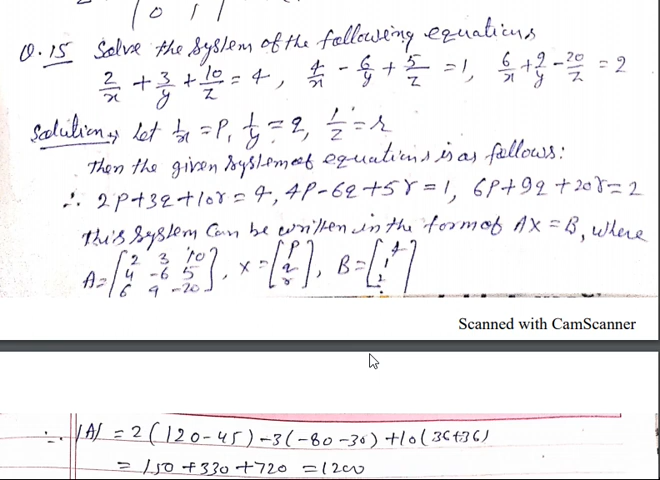 0 1 1
Q.15 Solve the System of the following equations
2/x + 3/y + 10/z = 4, 4/x - 6/y + 5/z = 1, 6/x + 9/y - 20/z = 2
Solution, Let 1/x = P, 1/y = q, 1/z = r
Then the given System of equations is as follows:
∴ 2P+3q+10r = 4, 4P-6q+5r = 1, 6P+9q+20r = 2
This System Can be written in the form of AX = B, where
A = [2 3 10
4 -6 5
6 9 -20], X = [P
q
r], B = [4
1
2]
Scanned with CamScanner
∴ |A| = 2(120-45) -3(-80-30) +10(36+36)
= 150 + 330 + 720 = 1200